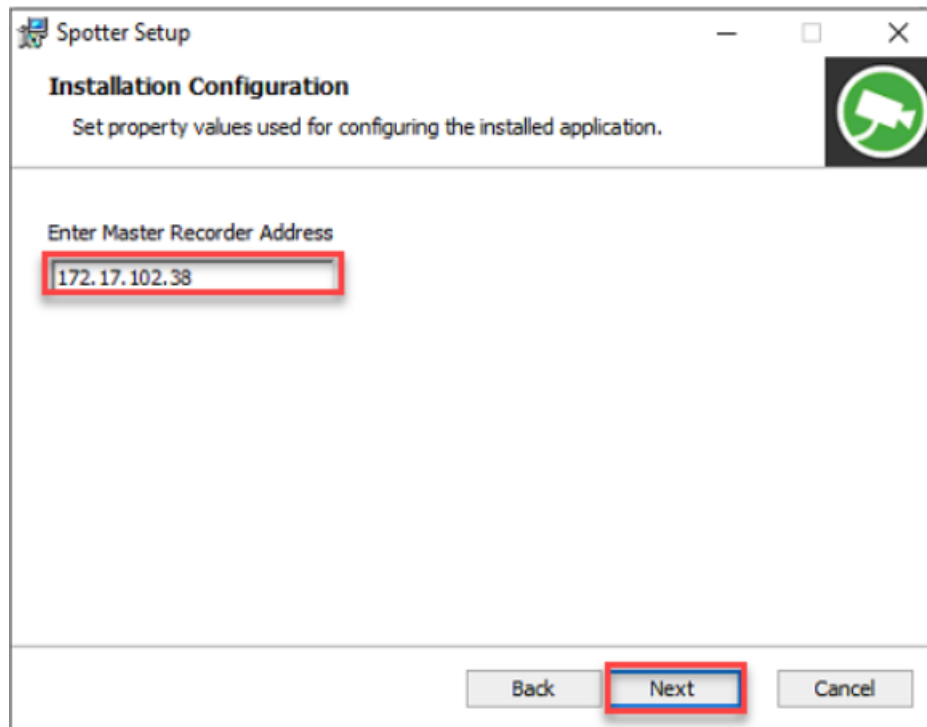 Spotter Setup
Installation Configuration
Set property values used for configuring the installed application.
Enter Master Recorder Address
172.17.102.38
Back Next Cancel